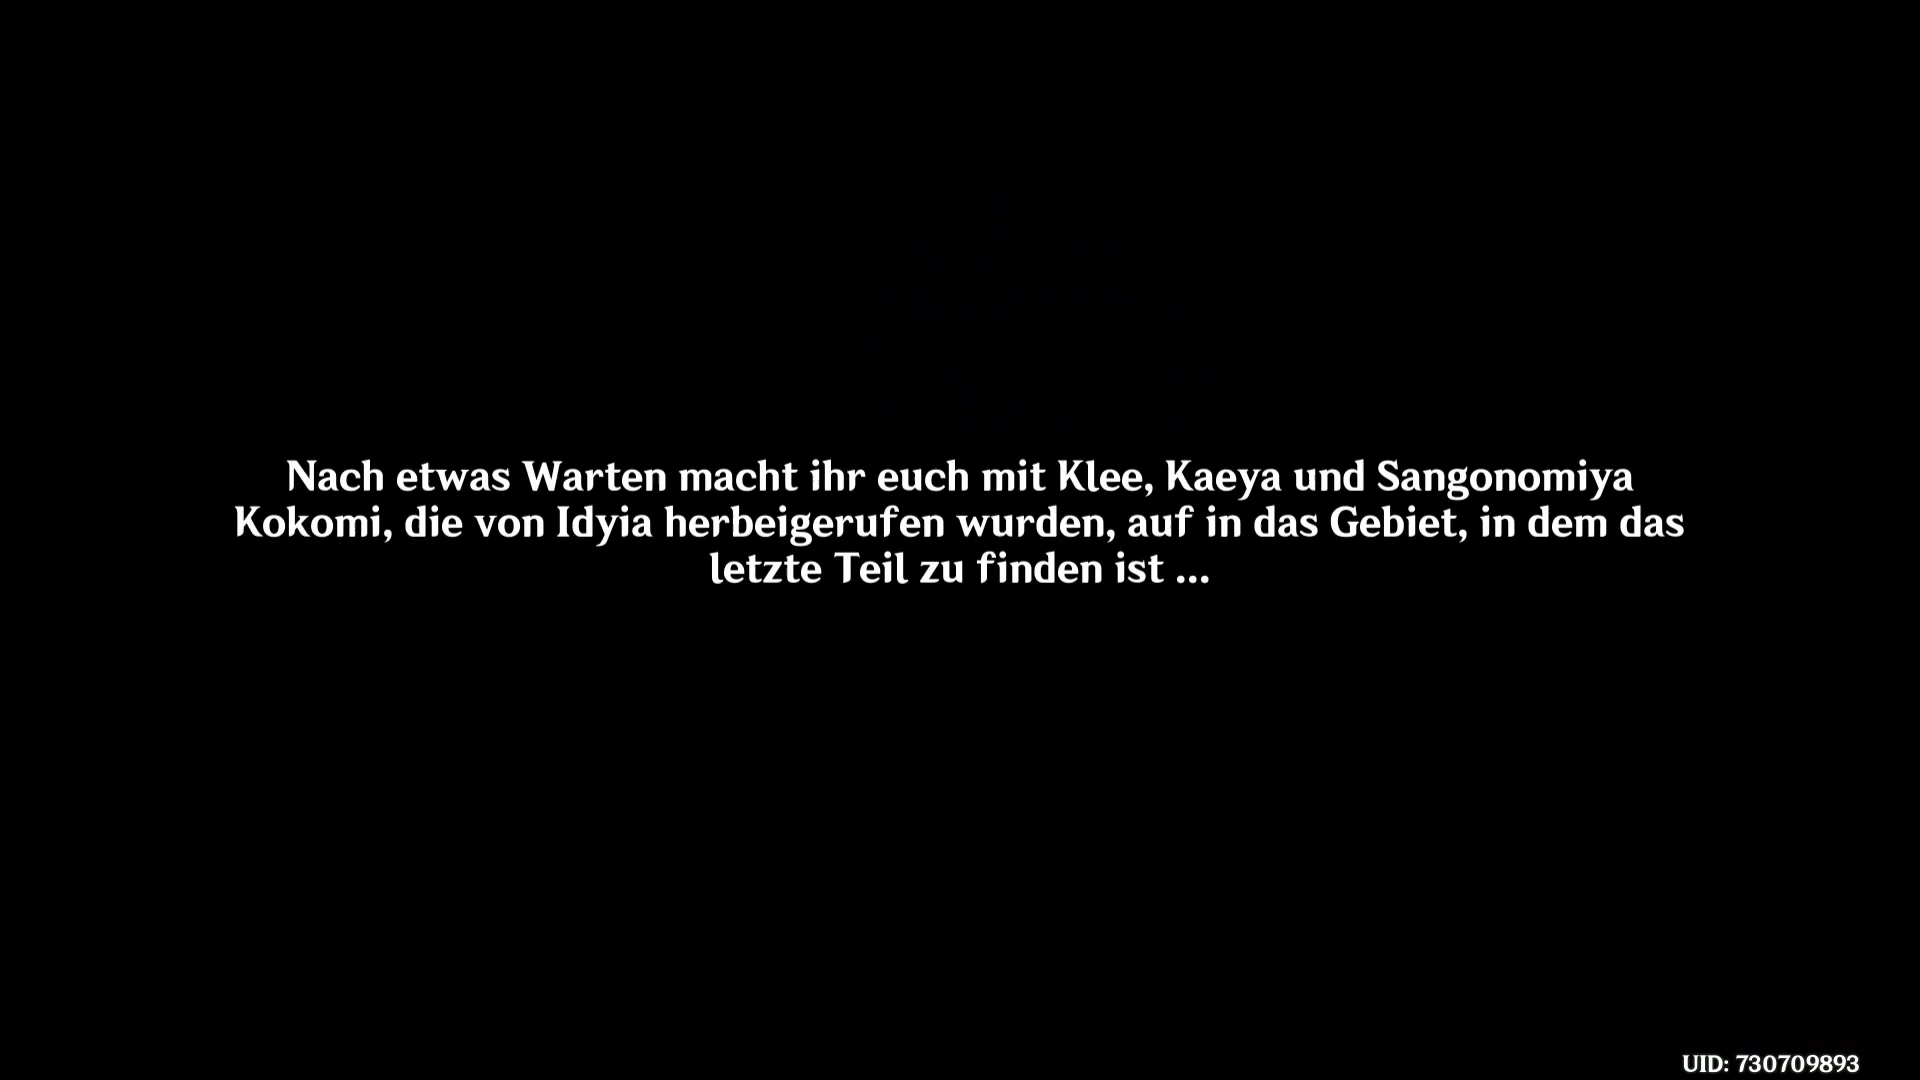 Nach etwas Warten macht ihr euch mit Klee, Kaeya und Sangonomiya
Kokomi, die von Idyia herbeigerufen wurden, auf in das Gebiet, in dem das
letzte Teil zu finden ist ...
UID: 730709893